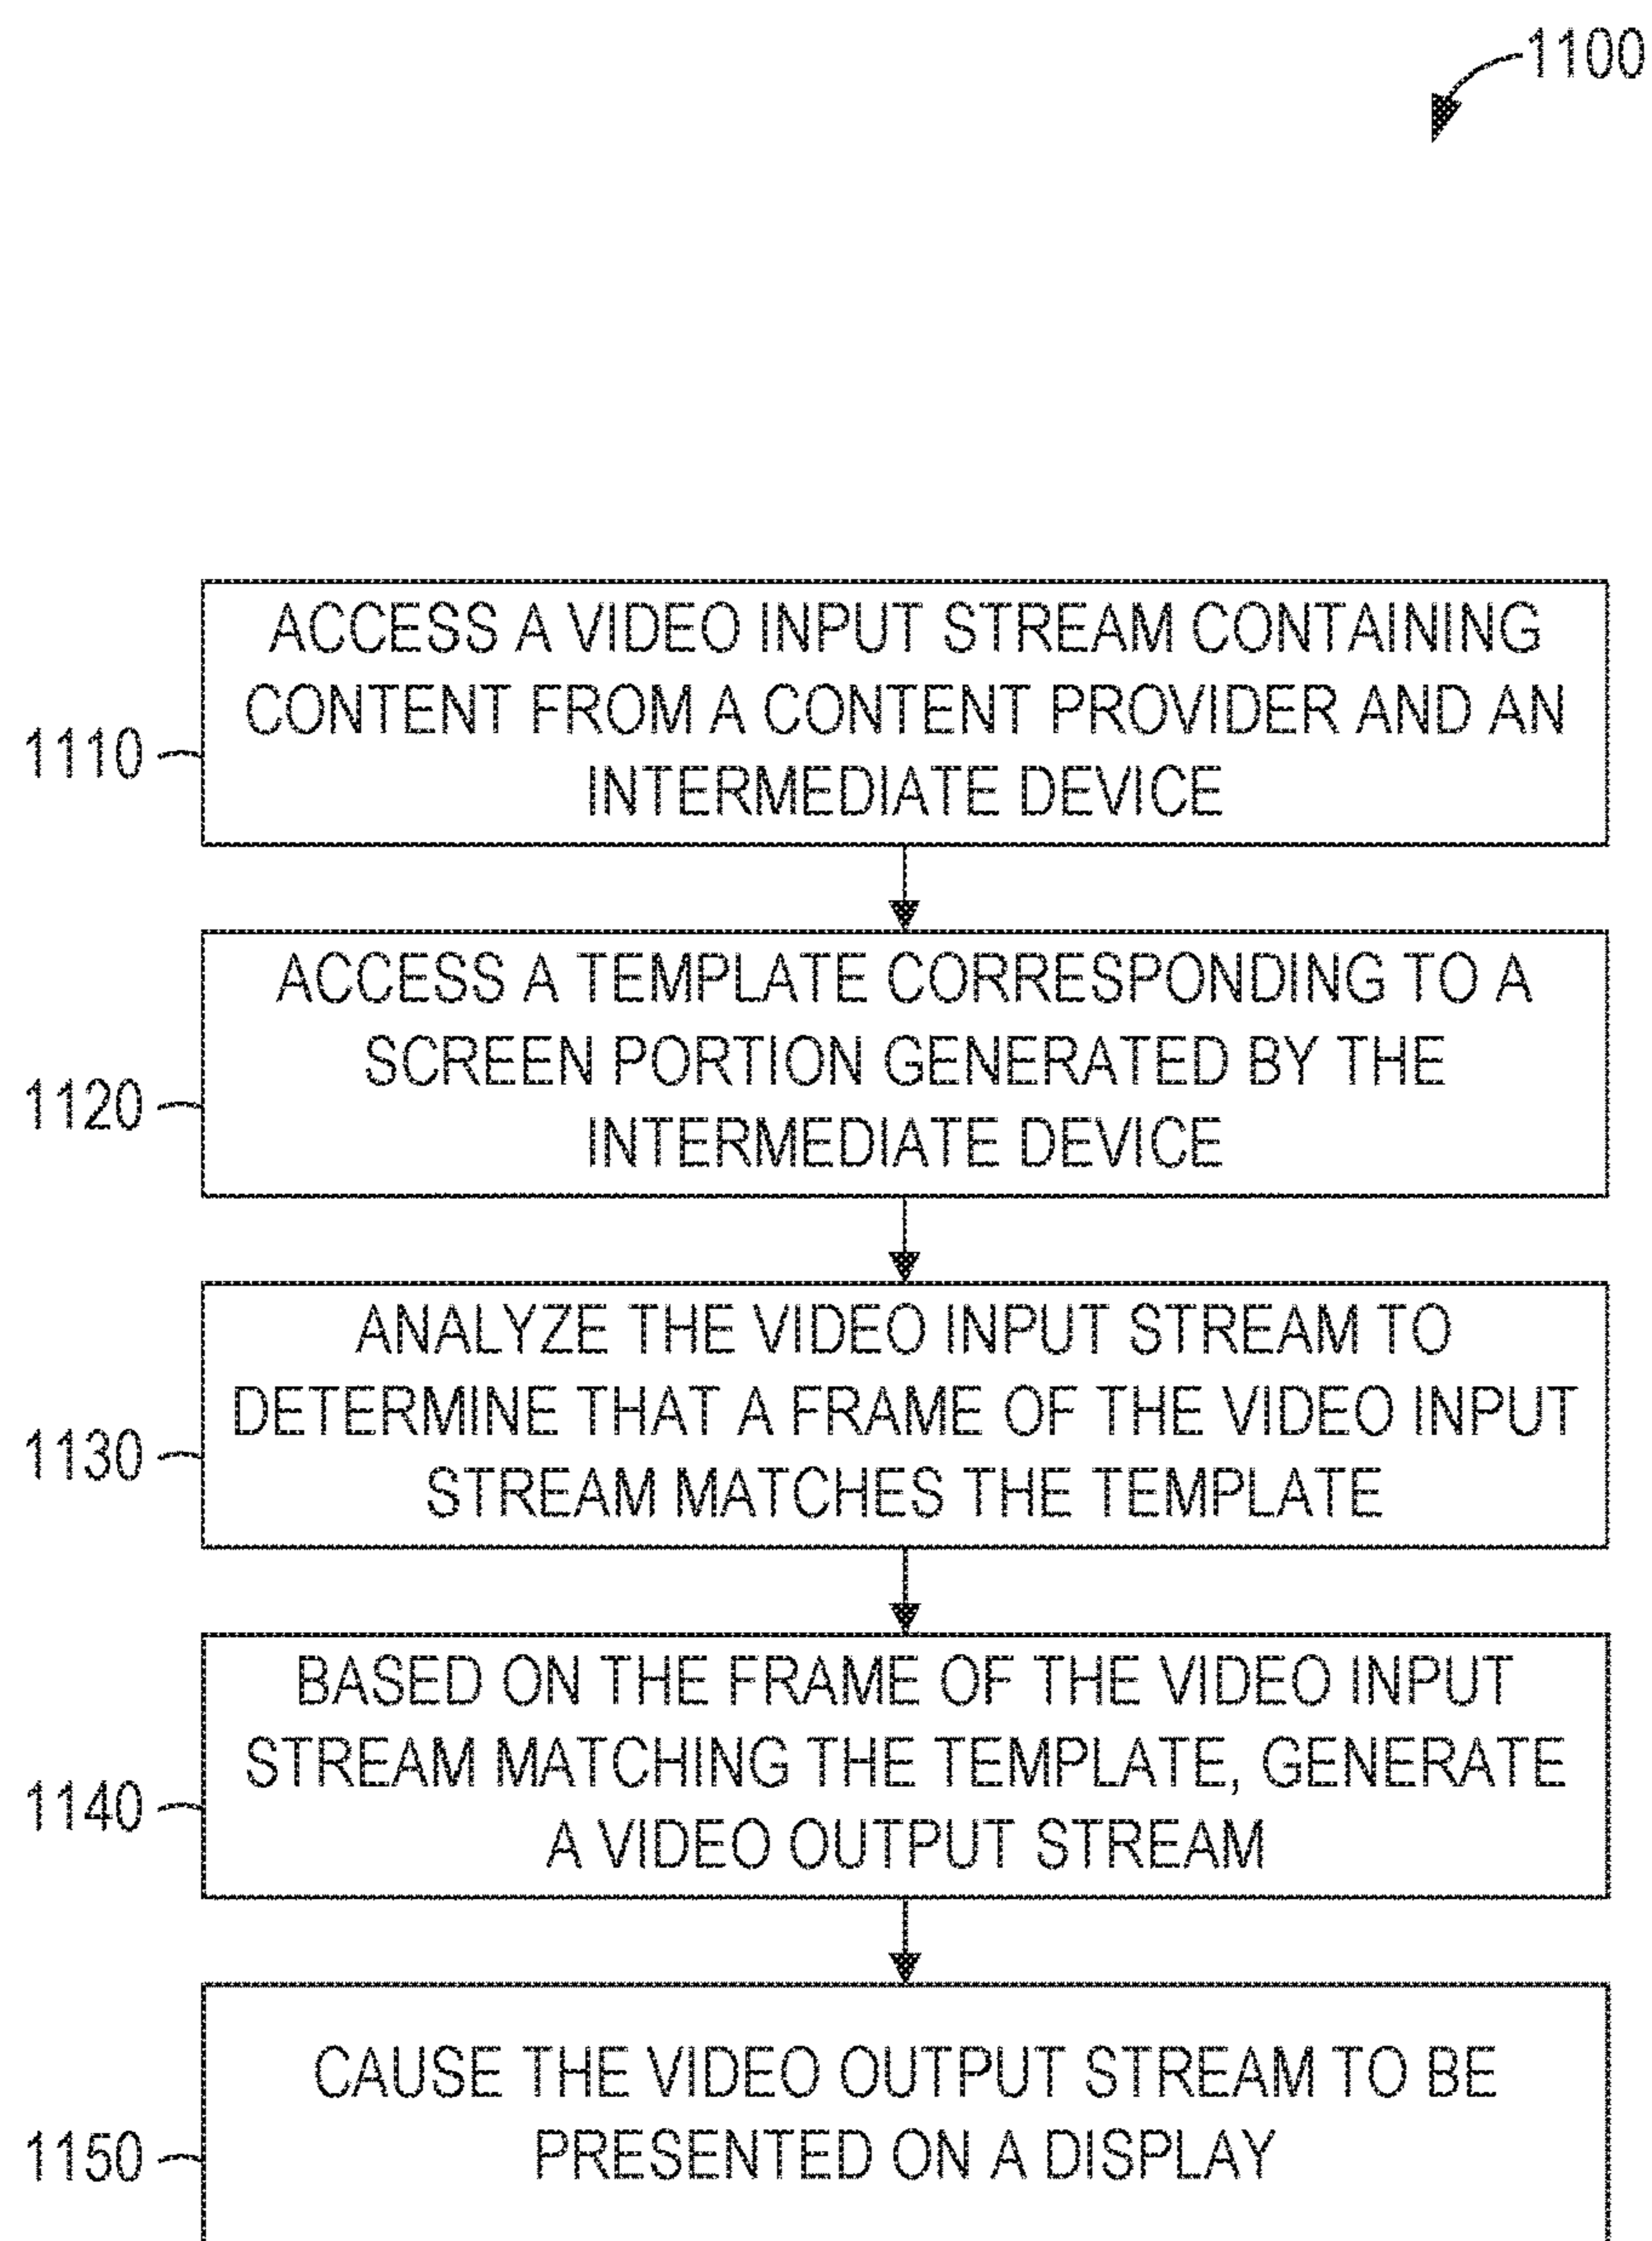 1100
ACCESS A VIDEO INPUT STREAM CONTAINING
CONTENT FROM A CONTENT PROVIDER AND AN
INTERMEDIATE DEVICE
1110
ACCESS A TEMPLATE CORRESPONDING TO A
SCREEN PORTION GENERATED BY THE
INTERMEDIATE DEVICE
1120
ANALYZE THE VIDEO INPUT STREAM TO
DETERMINE THAT A FRAME OF THE VIDEO INPUT
STREAM MATCHES THE TEMPLATE
1130
BASED ON THE FRAME OF THE VIDEO INPUT
STREAM MATCHING THE TEMPLATE, GENERATE
A VIDEO OUTPUT STREAM
1140
CAUSE THE VIDEO OUTPUT STREAM TO BE
PRESENTED ON A DISPLAY
1150